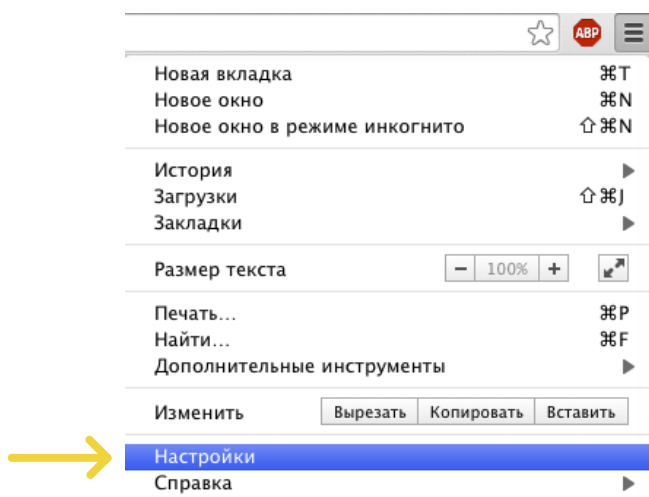 ABP
Новая вкладка ⌘T
Новое окно ⌘N
Новое окно в режиме инкогнито ⇧⌘N
История
Загрузки ⇧⌘J
Закладки
Размер текста − 100% +
Печать... ⌘P
Найти... ⌘F
Дополнительные инструменты
Изменить Вырезать Копировать Вставить
Настройки
Справка